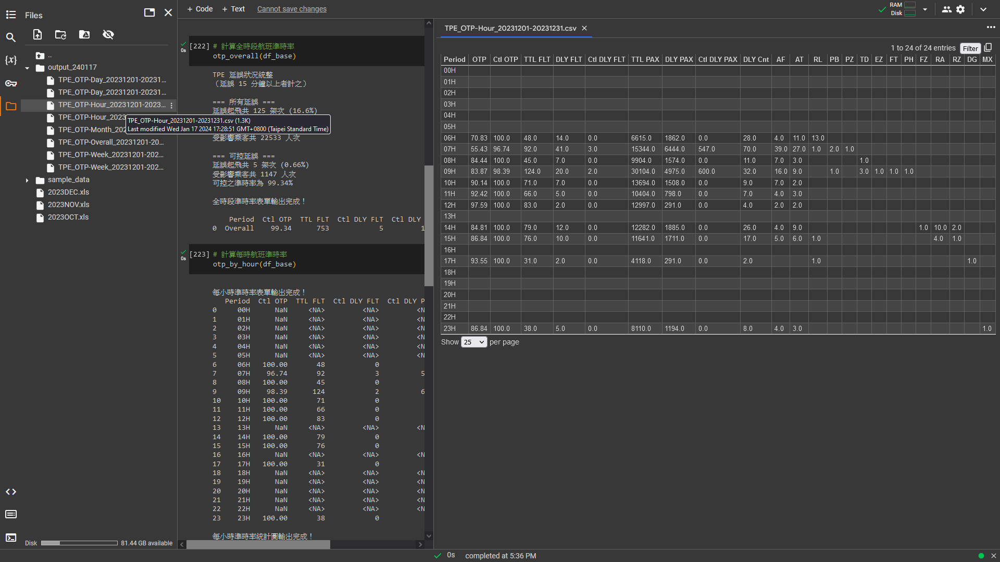 Files
..
output_240117
TPE_OTP-Day_20231201-20231...
TPE_OTP-Day_20231201-20231...
TPE_OTP-Hour_20231201-2023...
TPE_OTP-Hour_2023
TPE_OTP-Month_202
TPE_OTP-Overall_20231201-20...
TPE_OTP-Week_20231201-202...
TPE_OTP-Week_20231201-202...
sample_data
2023DEC.xls
2023NOV.xls
2023OCT.xls
TPE_OTP-Hour_20231201-20231231.csv (1.3K)
Last modified Wed Jan 17 2024 17:28:51 GMT+0800 (Taipei Standard Time)
Disk 81.44 GB available
+ Code + Text Cannot save changes
RAM
Disk
0s
[222] # 計算全時段航班準時率
otp_overall(df_base)
TPE 延誤狀況統整
（延誤 15 分鐘以上者計之）
=== 所有延誤 ===
延誤起飛共 125 架次 (16.6%)
受影響乘客共 22533 人次
=== 可控延誤 ===
延誤起飛共 5 架次 (0.66%)
受影響乘客共 1147 人次
可控之準時率為 99.34%
全時段準時率表單輸出完成！
Period Ctl OTP TTL FLT Ctl DLY FLT Ctl DLY
0 Overall 99.34 753 5 1
0s
[223] # 計算每時航班準時率
otp_by_hour(df_base)
每小時準時率表單輸出完成！
Period Ctl OTP TTL FLT Ctl DLY FLT Ctl DLY P
0 00H NaN <NA> <NA> <N
1 01H NaN <NA> <NA> <N
2 02H NaN <NA> <NA> <N
3 03H NaN <NA> <NA> <N
4 04H NaN <NA> <NA> <N
5 05H NaN <NA> <NA> <N
6 06H 100.00 48 0
7 07H 96.74 92 3 5
8 08H 100.00 45 0
9 09H 98.39 124 2 6
10 10H 100.00 71 0
11 11H 100.00 66 0
12 12H 100.00 83 0
13 13H NaN <NA> <NA> <N
14 14H 100.00 79 0
15 15H 100.00 76 0
16 16H NaN <NA> <NA> <N
17 17H 100.00 31 0
18 18H NaN <NA> <NA> <N
19 19H NaN <NA> <NA> <N
20 20H NaN <NA> <NA> <N
21 21H NaN <NA> <NA> <N
22 22H NaN <NA> <NA> <N
23 23H 100.00 38 0
每小時準時率統計圖輸出完成！
TPE_OTP-Hour_20231201-20231231.csv
1 to 24 of 24 entries Filter
Period OTP Ctl OTP TTL FLT DLY FLT Ctl DLY FLT TTL PAX DLY PAX Ctl DLY PAX DLY Cnt AF AT RL PB PZ TD EZ FT PH FZ RA RZ DG MX
00H
01H
02H
03H
04H
05H
06H 70.83 100.0 48.0 14.0 0.0 6615.0 1862.0 0.0 28.0 4.0 11.0 13.0
07H 55.43 96.74 92.0 41.0 3.0 15344.0 6444.0 547.0 70.0 39.0 27.0 1.0 2.0 1.0
08H 84.44 100.0 45.0 7.0 0.0 9904.0 1574.0 0.0 11.0 7.0 3.0 1.0
09H 83.87 98.39 124.0 20.0 2.0 30104.0 4975.0 600.0 32.0 16.0 9.0 1.0 3.0 1.0 1.0 1.0
10H 90.14 100.0 71.0 7.0 0.0 13694.0 1508.0 0.0 9.0 7.0 2.0
11H 92.42 100.0 66.0 5.0 0.0 10404.0 798.0 0.0 7.0 4.0 3.0
12H 97.59 100.0 83.0 2.0 0.0 12997.0 291.0 0.0 4.0 2.0 2.0
13H
14H 84.81 100.0 79.0 12.0 0.0 12282.0 1885.0 0.0 26.0 4.0 9.0 1.0 10.0 2.0
15H 86.84 100.0 76.0 10.0 0.0 11641.0 1711.0 0.0 17.0 5.0 6.0 1.0 4.0 1.0
16H
17H 93.55 100.0 31.0 2.0 0.0 4118.0 291.0 0.0 2.0 1.0 1.0
18H
19H
20H
21H
22H
23H 86.84 100.0 38.0 5.0 0.0 8110.0 1194.0 0.0 8.0 4.0 3.0 1.0
Show 25 per page
0s completed at 5:36 PM